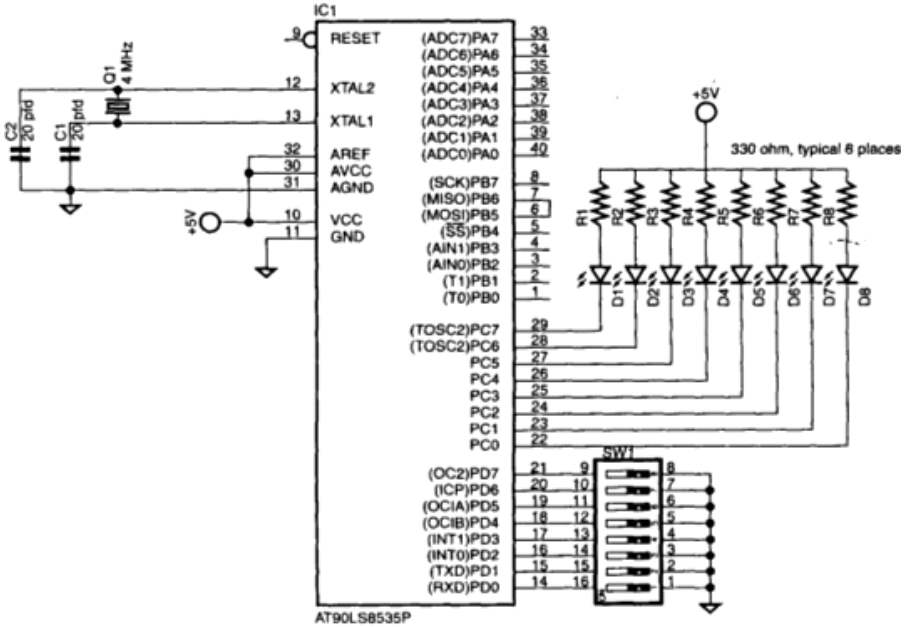 IC1
9 RESET (ADC7)PA7 33
(ADC6)PA6 34
(ADC5)PA5 35
Q1
4 MHz
12 XTAL2 (ADC4)PA4 36
(ADC3)PA3 37
13 XTAL1 (ADC2)PA2 38
(ADC1)PA1 39
32 AREF (ADC0)PA0 40
C2
20 pfd
C1
20 pfd
30 AVCC
31 AGND (SCK)PB7 8
(MISO)PB6 7
+5V 10 VCC (MOSI)PB5 6
11 GND (SS)PB4 5
(AIN1)PB3 4
(AIN0)PB2 3
(T1)PB1 2
(T0)PB0 1
+5V
330 ohm, typical 8 places
R1 R2 R3 R4 R5 R6 R7 R8
D1 D2 D3 D4 D5 D6 D7 D8
(TOSC2)PC7 29
(TOSC2)PC6 28
PC5 27
PC4 26
PC3 25
PC2 24
PC1 23
PC0 22
SW1
(OC2)PD7 21 9 8
(ICP)PD6 20 10 7
(OCIA)PD5 19 11 6
(OCIB)PD4 18 12 5
(INT1)PD3 17 13 4
(INT0)PD2 16 14 3
(TXD)PD1 15 15 2
(RXD)PD0 14 16 1
AT90LS8535P